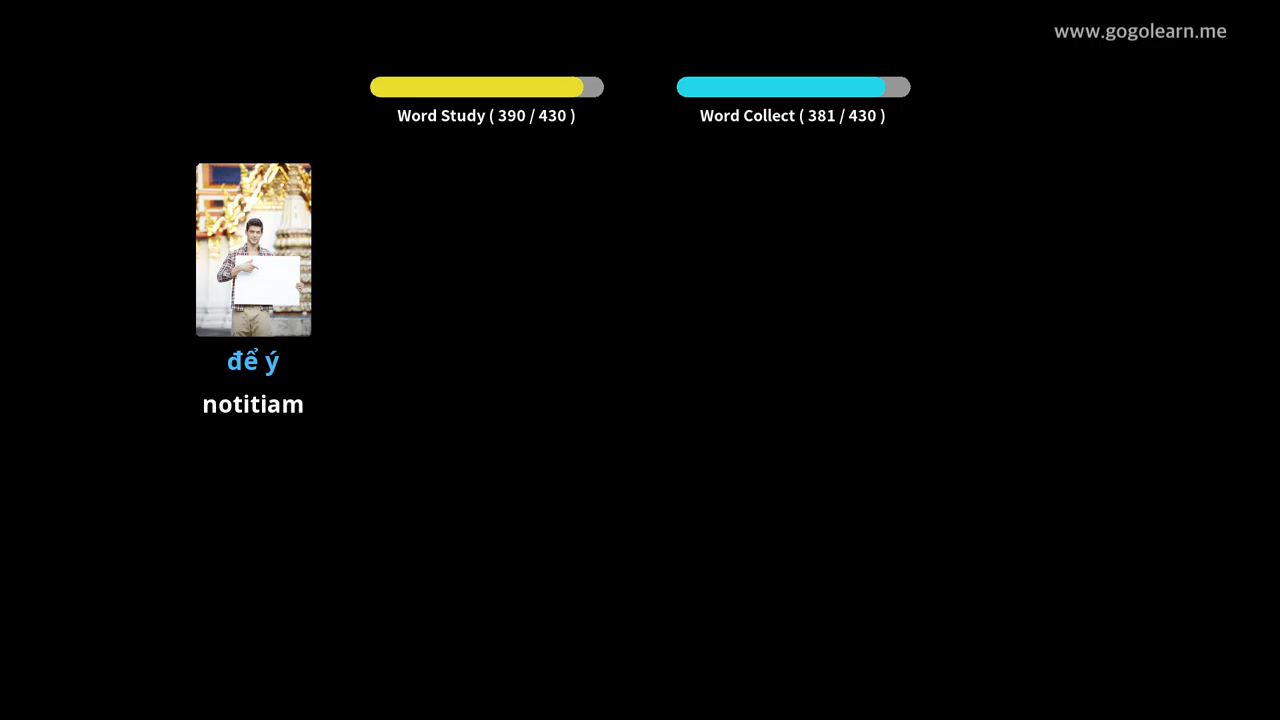 www.gogolearn.me
Word Study ( 390 / 430 )
Word Collect ( 381 / 430 )
để ý
notitiam